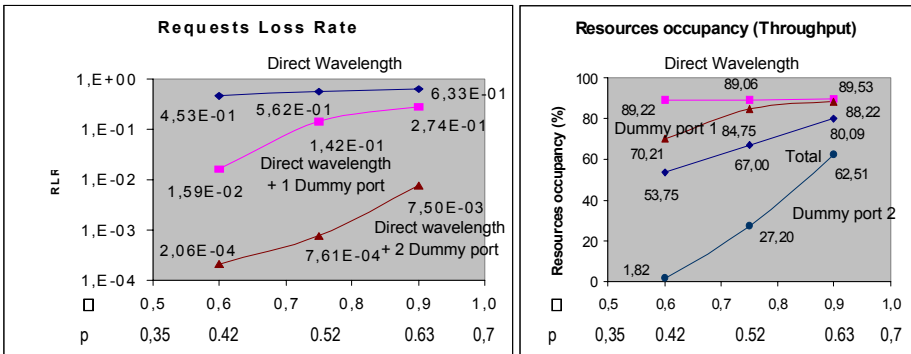 Requests Loss Rate
Direct Wavelength
1,E+00
1,E-01
1,E-02
1,E-03
1,E-04
RLR
4,53E-01
5,62E-01
6,33E-01
1,59E-02
1,42E-01
2,74E-01
Direct wavelength
+ 1 Dummy port
2,06E-04
7,61E-04
7,50E-03
Direct wavelength
+ 2 Dummy port
0,5 0,6 0,7 0,8 0,9 1,0
p 0,35 0.42 0.52 0.63 0,7
Resources occupancy (Throughput)
Direct Wavelength
100
80
60
40
20
0
Resources occupancy (%)
89,22
89,06
89,53
Dummy port 1
70,21
84,75
88,22
53,75
67,00
80,09
Total
1,82
27,20
62,51
Dummy port 2
0,5 0,6 0,7 0,8 0,9 1,0
p 0,35 0.42 0.52 0.63 0,7